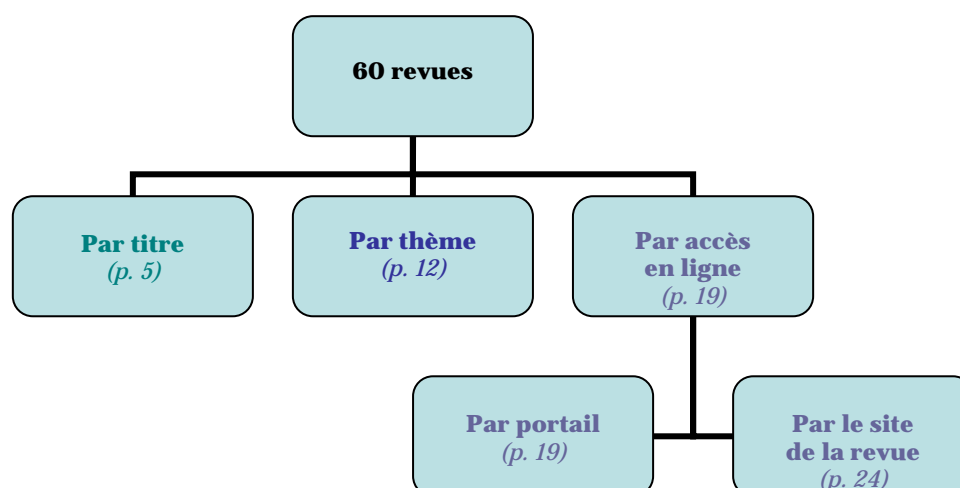 60 revues
Par titre
(p. 5)
Par thème
(p. 12)
Par accès
en ligne
(p. 19)
Par portail
(p. 19)
Par le site
de la revue
(p. 24)